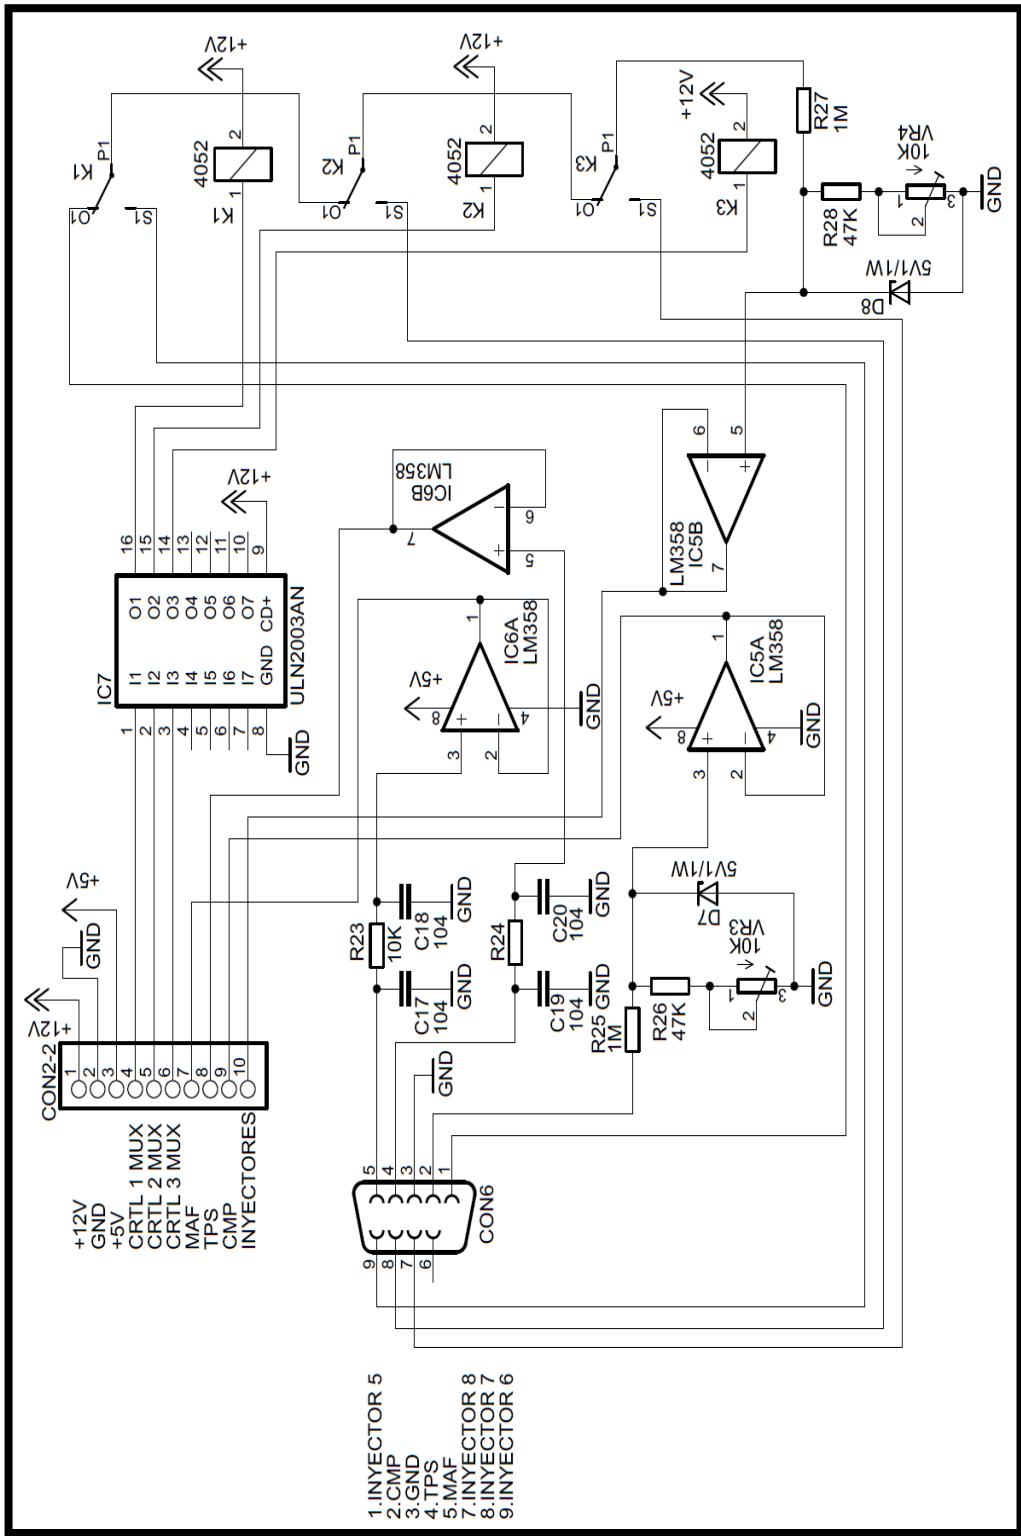 CON2-2
+12V
GND
+5V
CRTL 1 MUX
CRTL 2 MUX
CRTL 3 MUX
MAF
TPS
CMP
INYECTORES
1
2
3
4
5
6
7
8
9
10
+12V
GND
+5V
IC7
ULN2003AN
1
2
3
4
5
6
7
8
I1
I2
I3
I4
I5
I6
I7
GND
O1
O2
O3
O4
O5
O6
O7
CD+
16
15
14
13
12
11
10
9
GND
+12V
K1
O1
S1
P1
4052
1
2
K1
+12V
K2
O1
S1
P1
4052
1
2
K2
+12V
K3
O1
S1
P1
4052
1
2
K3
+12V
R27
1M
R28
47K
VR4
10K
1
2
3
GND
D8
5V1/1W
IC6B
LM358
5
6
7
+
-
IC6A
LM358
1
2
3
4
8
+
-
+5V
GND
LM358
IC5B
5
6
7
+
-
IC5A
LM358
1
2
3
4
8
+
-
+5V
GND
R23
10K
C18
104
GND
C17
104
GND
R24
C20
104
GND
C19
104
GND
R25
1M
R26
47K
D7
5V1/1W
VR3
10K
1
2
3
GND
GND
CON6
5
4
3
2
1
9
8
7
6
1.INYECTOR 5
2.CMP
3.GND
4.TPS
5.MAF
7.INYECTOR 8
8.INYECTOR 7
9.INYECTOR 6